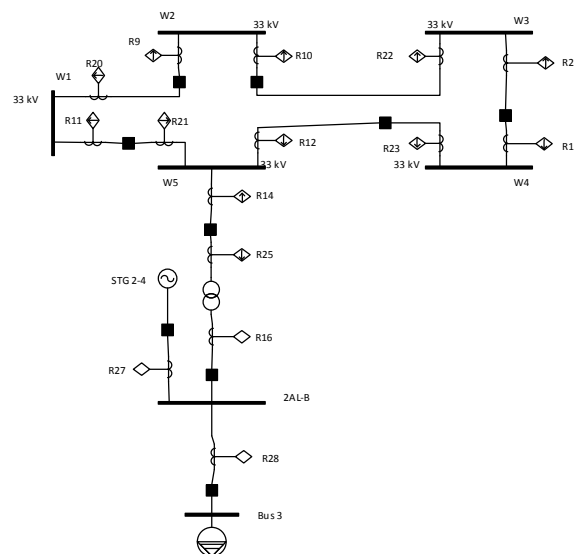 W2
33 kV
33 kV
W3
R9
R10
R22
R2
R20
W1
33 kV
R11
R21
R12
R23
R1
33 kV
33 kV
W5
W4
R14
R25
STG 2-4
R16
R27
2AL-B
R28
Bus 3